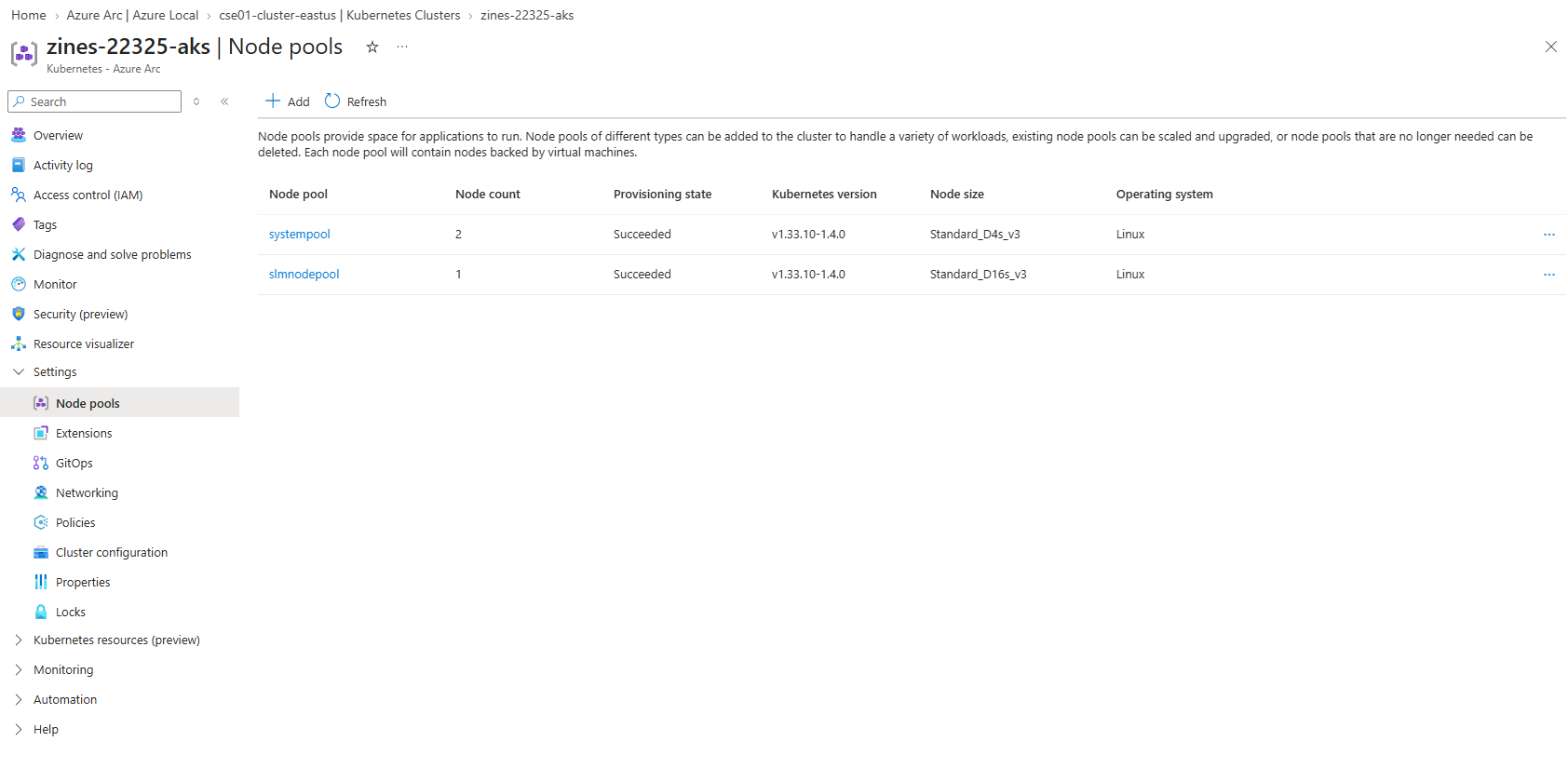 Home > Azure Arc | Azure Local > cse01-cluster-eastus | Kubernetes Clusters > zines-22325-aks
zines-22325-aks | Node pools
Kubernetes - Azure Arc
Search
Overview
Activity log
Access control (IAM)
Tags
Diagnose and solve problems
Monitor
Security (preview)
Resource visualizer
Settings
Node pools
Extensions
GitOps
Networking
Policies
Cluster configuration
Properties
Locks
Kubernetes resources (preview)
Monitoring
Automation
Help
Add Refresh
Node pools provide space for applications to run. Node pools of different types can be added to the cluster to handle a variety of workloads, existing node pools can be scaled and upgraded, or node pools that are no longer needed can be
deleted. Each node pool will contain nodes backed by virtual machines.
Node pool Node count Provisioning state Kubernetes version Node size Operating system
systempool 2 Succeeded v1.33.10-1.4.0 Standard_D4s_v3 Linux
slmnodepool 1 Succeeded v1.33.10-1.4.0 Standard_D16s_v3 Linux